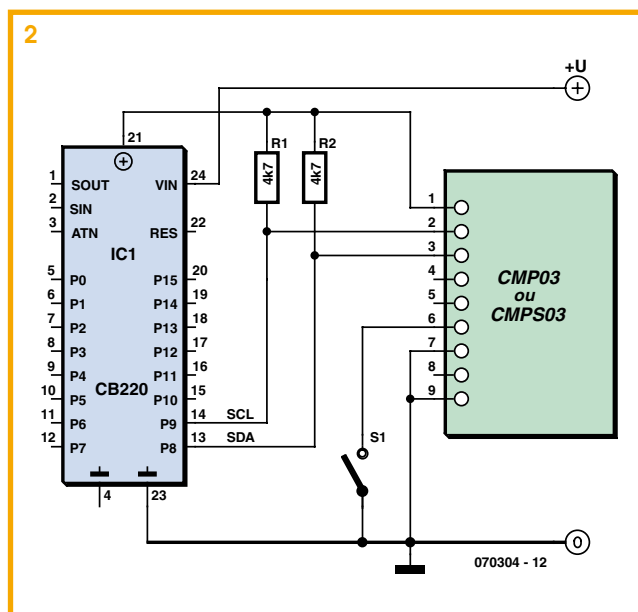 2
+U
21
R1
R2
4k7
4k7
1
SOUT
VIN
24
2
SIN
3
ATN
RES
22
IC1
5
P0
P15
20
6
P1
P14
19
7
P2
P13
18
8
P3
P12
17
9
P4
P11
16
10
P5
P10
15
CB220
11
P6
P9
14
SCL
12
P7
P8
13
SDA
4
23
S1
1
2
3
4
5
6
7
8
9
CMP03
ou
CMPS03
0
070304 - 12